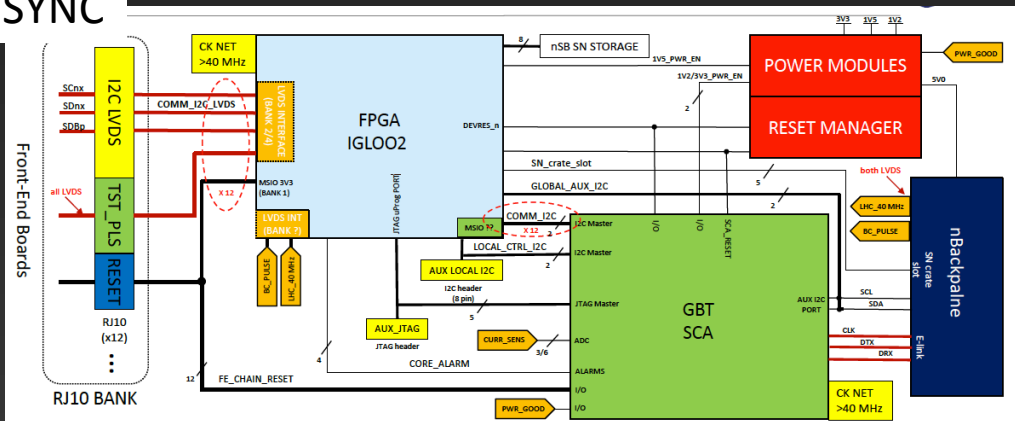 SYNC
Front-End Boards
SCnx
SDnx
SDBp
all LVDS
I2C LVDS
TST_PLS
RESET
RJ10
(x12)
RJ10 BANK
CK NET
>40 MHz
COMM_I2C_LVDS
X 12
LVDS INTERFACE
(BANK 2/4)
FPGA
IGLOO2
MSIO 3V3
(BANK 1)
LVDS INT
(BANK ?)
BC_PULSE
LHC_40 MHz
JTAG uProg PORT
MSIO ??
8
nSB SN STORAGE
1V5_PWR_EN
1V2/3V3_PWR_EN
2
DEVRES_n
SN_crate_slot
5
GLOBAL_AUX_I2C
2
COMM_I2C
X 12
2
LOCAL_CTRL_I2C
2
AUX LOCAL I2C
I2C header
(8 pin)
5
AUX_JTAG
JTAG header
4
CORE_ALARM
12
FE_CHAIN_RESET
CURR_SENS
3/6
PWR_GOOD
I2C Master
I2C Master
JTAG Master
ADC
ALARMS
I/O
I/O
I/O
I/O
SCA_RESET
GBT
SCA
AUX I2C
PORT
CK NET
>40 MHz
3V3
1V5
1V2
POWER MODULES
RESET MANAGER
PWR_GOOD
5V0
both LVDS
LHC_40 MHz
BC_PULSE
SN crate
slot
nBackpalne
SCL
SDA
CLK
DTX
DRX
E-link